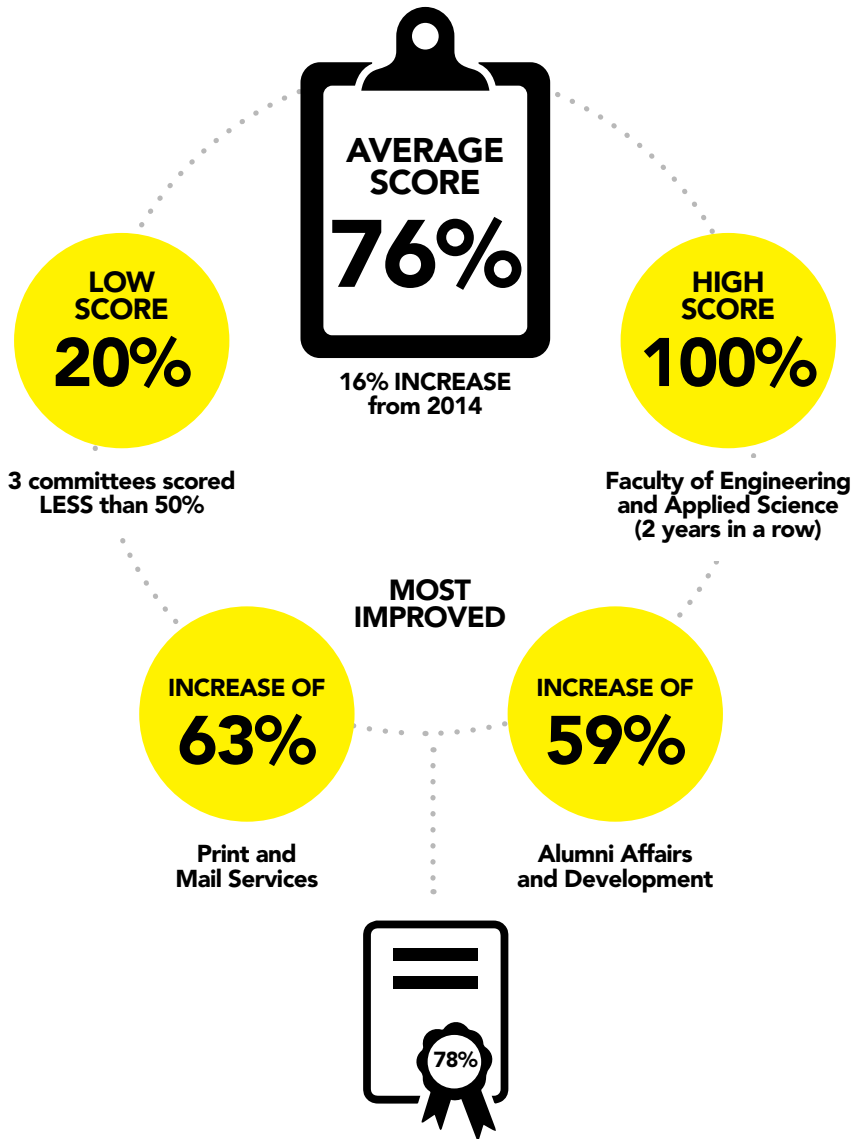 AVERAGE
SCORE
76%
16% INCREASE
from 2014
LOW
SCORE
20%
3 committees scored
LESS than 50%
HIGH
SCORE
100%
Faculty of Engineering
and Applied Science
(2 years in a row)
MOST
IMPROVED
INCREASE OF
63%
Print and
Mail Services
INCREASE OF
59%
Alumni Affairs
and Development
78%